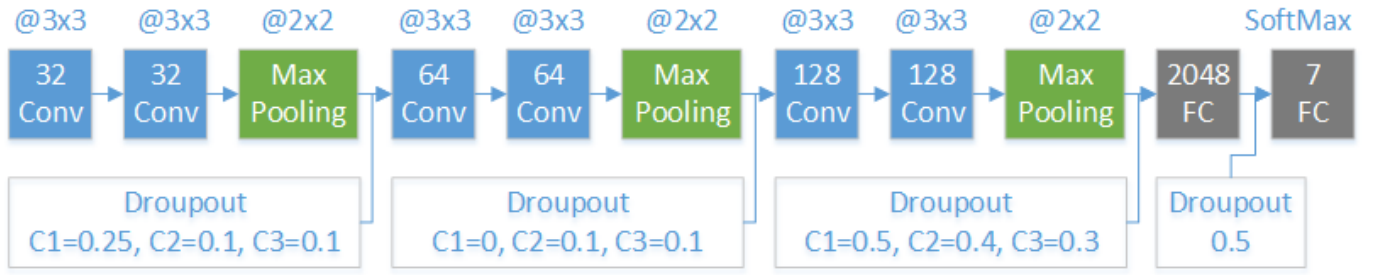 @3x3 @3x3 @2x2 @3x3 @3x3 @2x2 @3x3 @3x3 @2x2 SoftMax
32 32 Max 64 64 Max 128 128 Max 2048 7
Conv Conv Pooling Conv Conv Pooling Conv Conv Pooling FC FC
Droupout Droupout Droupout Droupout
C1=0.25, C2=0.1, C3=0.1 C1=0, C2=0.1, C3=0.1 C1=0.5, C2=0.4, C3=0.3 0.5